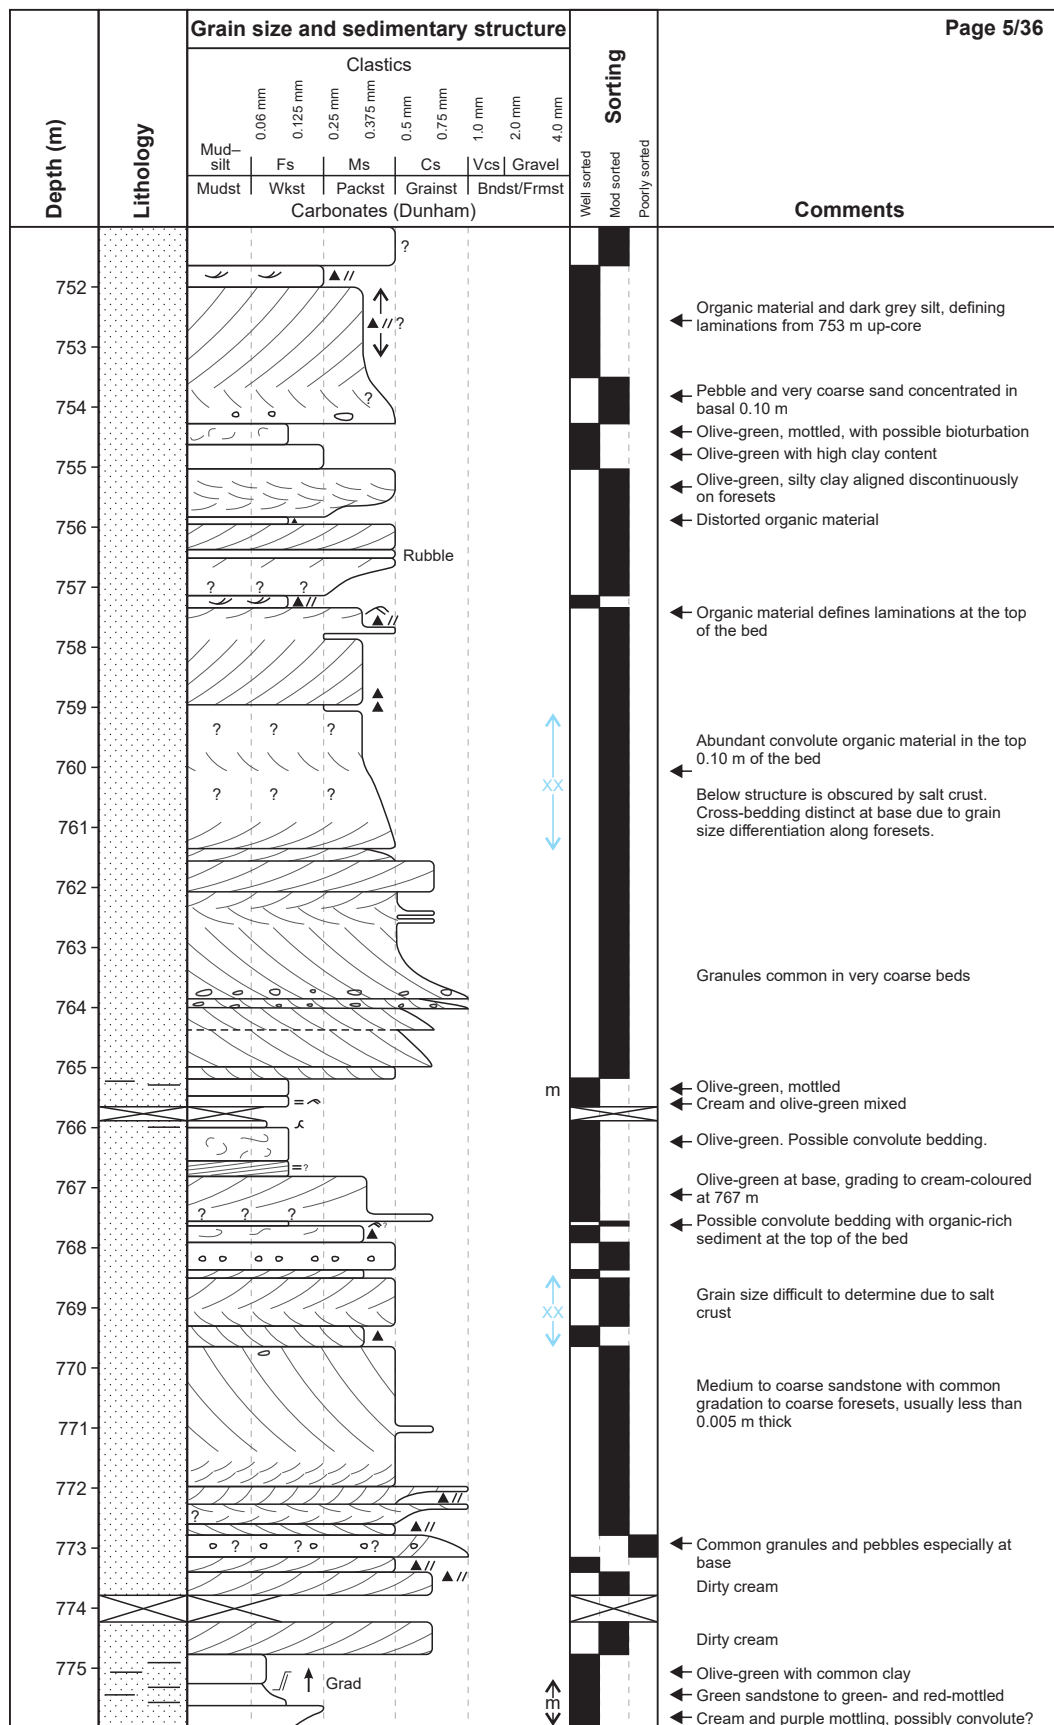 Grain size and sedimentary structure
Page 5/36
Depth (m)
Lithology
Clastics
0.06 mm
0.125 mm
0.25 mm
0.375 mm
0.5 mm
0.75 mm
1.0 mm
2.0 mm
4.0 mm
Mud–
silt
Fs
Ms
Cs
Vcs
Gravel
Mudst
Wkst
Packst
Grainst
Bndst/Frmst
Carbonates (Dunham)
Sorting
Well sorted
Mod sorted
Poorly sorted
Comments
?
752
?
Organic material and dark grey silt, defining
laminations from 753 m up-core
753
754
?
Pebble and very coarse sand concentrated in
basal 0.10 m
Olive-green, mottled, with possible bioturbation
755
Olive-green with high clay content
Olive-green, silty clay aligned discontinuously
on foresets
756
Distorted organic material
Rubble
757
? ? ?
Organic material defines laminations at the top
of the bed
758
759
? ? ?
Abundant convolute organic material in the top
0.10 m of the bed
760
XX
? ? ?
Below structure is obscured by salt crust.
Cross-bedding distinct at base due to grain
size differentiation along foresets.
761
762
763
Granules common in very coarse beds
764
765
m
Olive-green, mottled
Cream and olive-green mixed
766
Olive-green. Possible convolute bedding.
?
767
Olive-green at base, grading to cream-coloured
at 767 m
? ? ?
?
Possible convolute bedding with organic-rich
sediment at the top of the bed
768
769
XX
Grain size difficult to determine due to salt
crust
770
Medium to coarse sandstone with common
gradation to coarse foresets, usually less than
0.005 m thick
771
772
?
773
? ? ?
Common granules and pebbles especially at
base
Dirty cream
774
Dirty cream
775
Grad
Olive-green with common clay
m
Green sandstone to green- and red-mottled
Cream and purple mottling, possibly convolute?